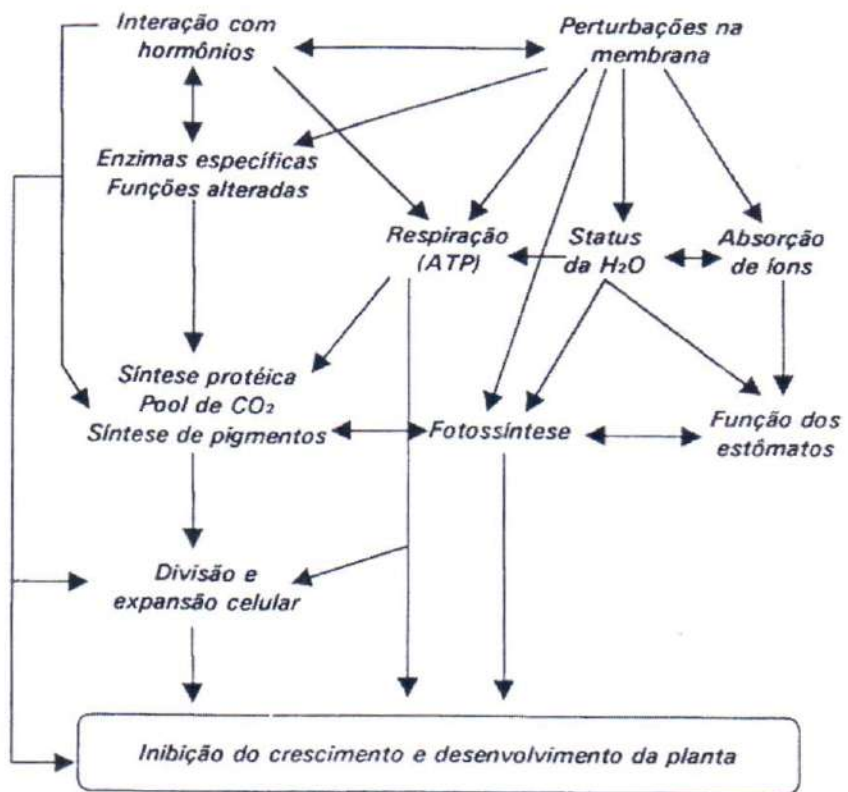 Interação com
hormônios
Perturbações na
membrana
Enzimas específicas
Funções alteradas
Respiração
(ATP)
Status
da H₂O
Absorção
de íons
Síntese protéica
Pool de CO₂
Síntese de pigmentos
Fotossíntese
Função dos
estômatos
Divisão e
expansão celular
Inibição do crescimento e desenvolvimento da planta